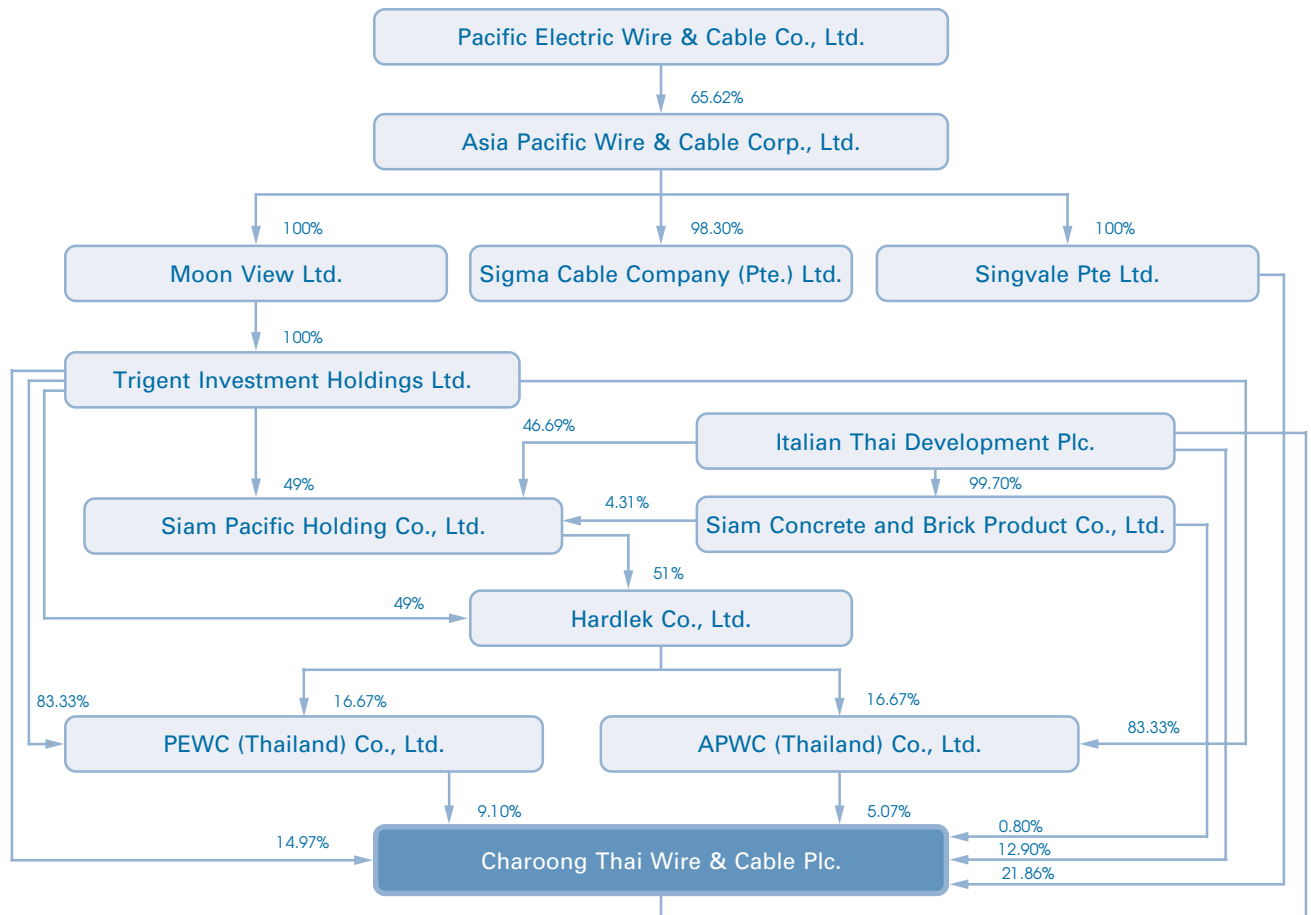 Pacific Electric Wire & Cable Co., Ltd.
65.62%
Asia Pacific Wire & Cable Corp., Ltd.
100%
98.30%
100%
Moon View Ltd.
Sigma Cable Company (Pte.) Ltd.
Singvale Pte Ltd.
100%
Trigent Investment Holdings Ltd.
46.69%
Italian Thai Development Plc.
49%
99.70%
4.31%
Siam Pacific Holding Co., Ltd.
Siam Concrete and Brick Product Co., Ltd.
51%
49%
Hardlek Co., Ltd.
83.33%
16.67%
16.67%
83.33%
PEWC (Thailand) Co., Ltd.
APWC (Thailand) Co., Ltd.
9.10%
5.07%
14.97%
0.80%
Charoong Thai Wire & Cable Plc.
12.90%
21.86%